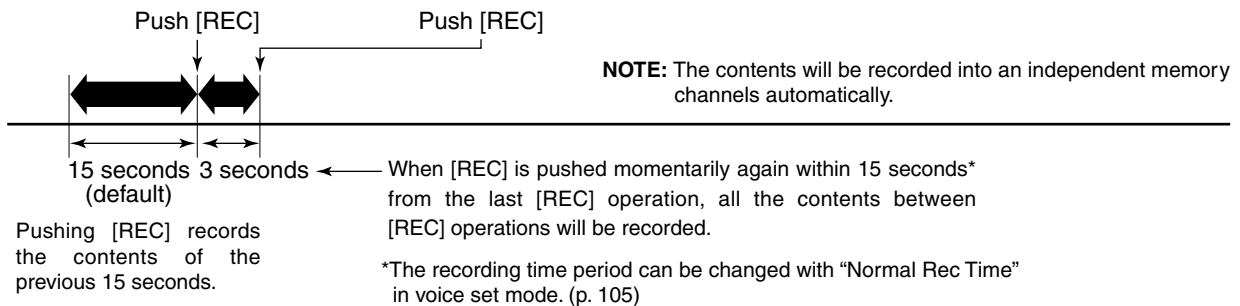 Push [REC]
Push [REC]
NOTE: The contents will be recorded into an independent memory
channels automatically.
15 seconds
(default)
3 seconds
Pushing [REC] records
the contents of the
previous 15 seconds.
When [REC] is pushed momentarily again within 15 seconds*
from the last [REC] operation, all the contents between
[REC] operations will be recorded.
*The recording time period can be changed with “Normal Rec Time”
in voice set mode. (p. 105)